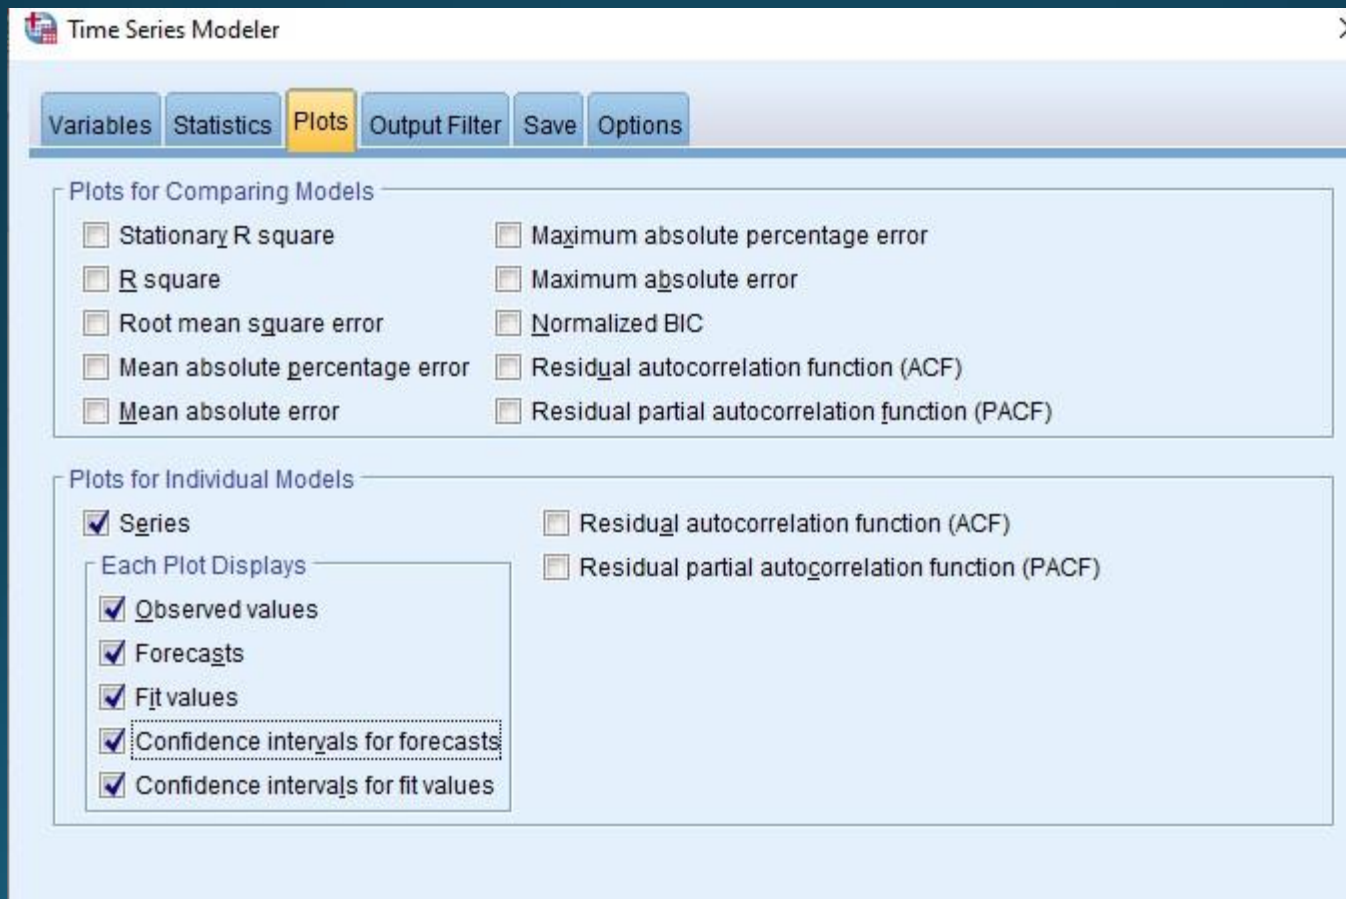 Time Series Modeler
Variables Statistics Plots Output Filter Save Options
Plots for Comparing Models
Stationary R square
R square
Root mean square error
Mean absolute percentage error
Mean absolute error
Maximum absolute percentage error
Maximum absolute error
Normalized BIC
Residual autocorrelation function (ACF)
Residual partial autocorrelation function (PACF)
Plots for Individual Models
Series
Each Plot Displays
Observed values
Forecasts
Fit values
Confidence intervals for forecasts
Confidence intervals for fit values
Residual autocorrelation function (ACF)
Residual partial autocorrelation function (PACF)